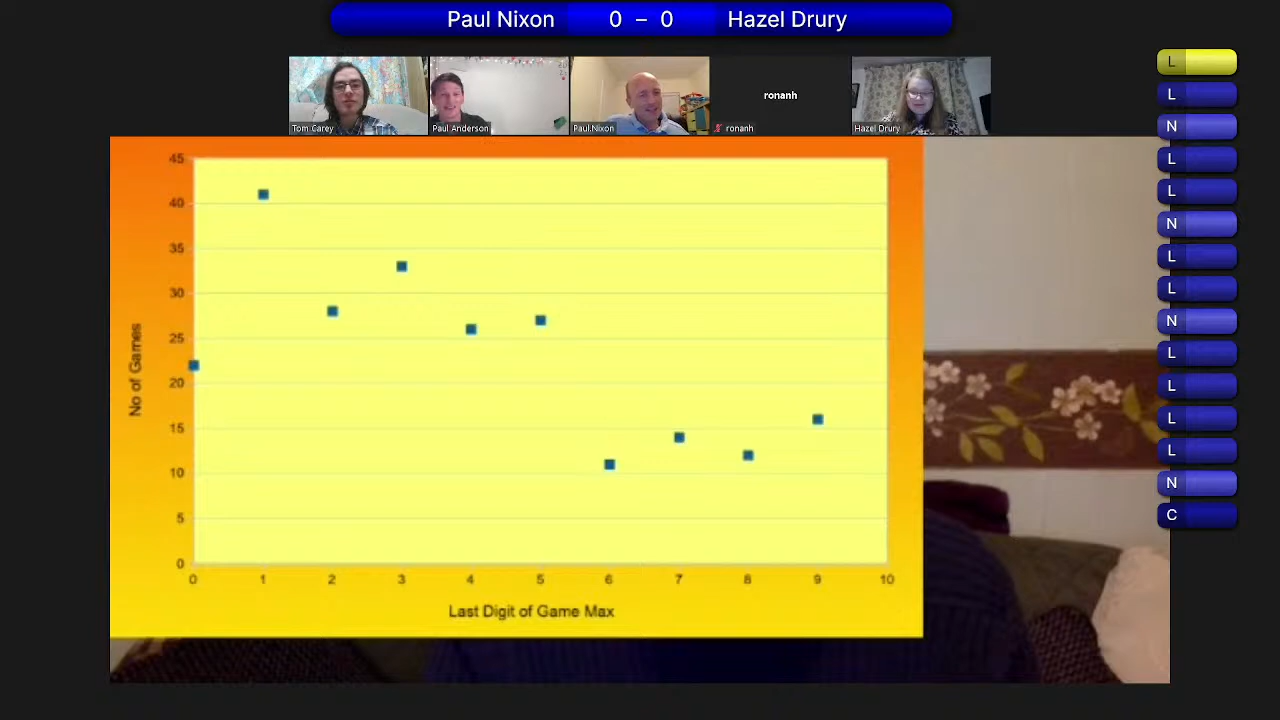 Paul Nixon 0 – 0 Hazel Drury
Tom Carey
Paul Anderson
Paul.Nixon
ronanh
ronanh
Hazel Drury
L
L
N
L
L
N
L
L
N
L
L
L
L
N
C
45
40
35
30
25
20
15
10
5
0
No of Games
0 1 2 3 4 5 6 7 8 9 10
Last Digit of Game Max